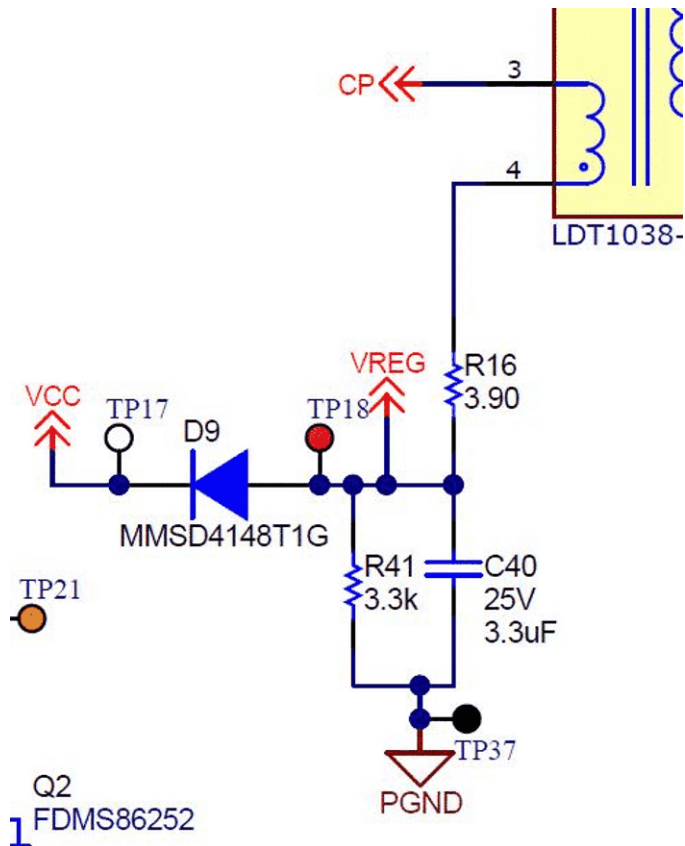 3
CP
4
LDT1038-
VREG
R16
3.90
VCC
TP17
D9
TP18
MMSD4148T1G
R41
3.3k
C40
25V
3.3uF
TP21
TP37
PGND
Q2
FDMS86252
1